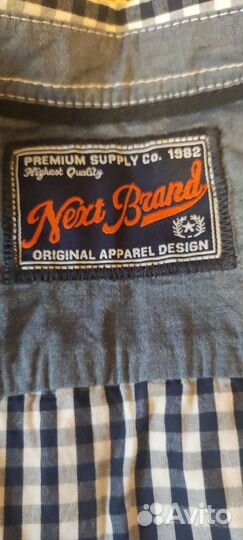 PREMIUM SUPPLY Co. 1982
Highest Quality
Next Brand
ORIGINAL APPAREL DESIGN
Avito